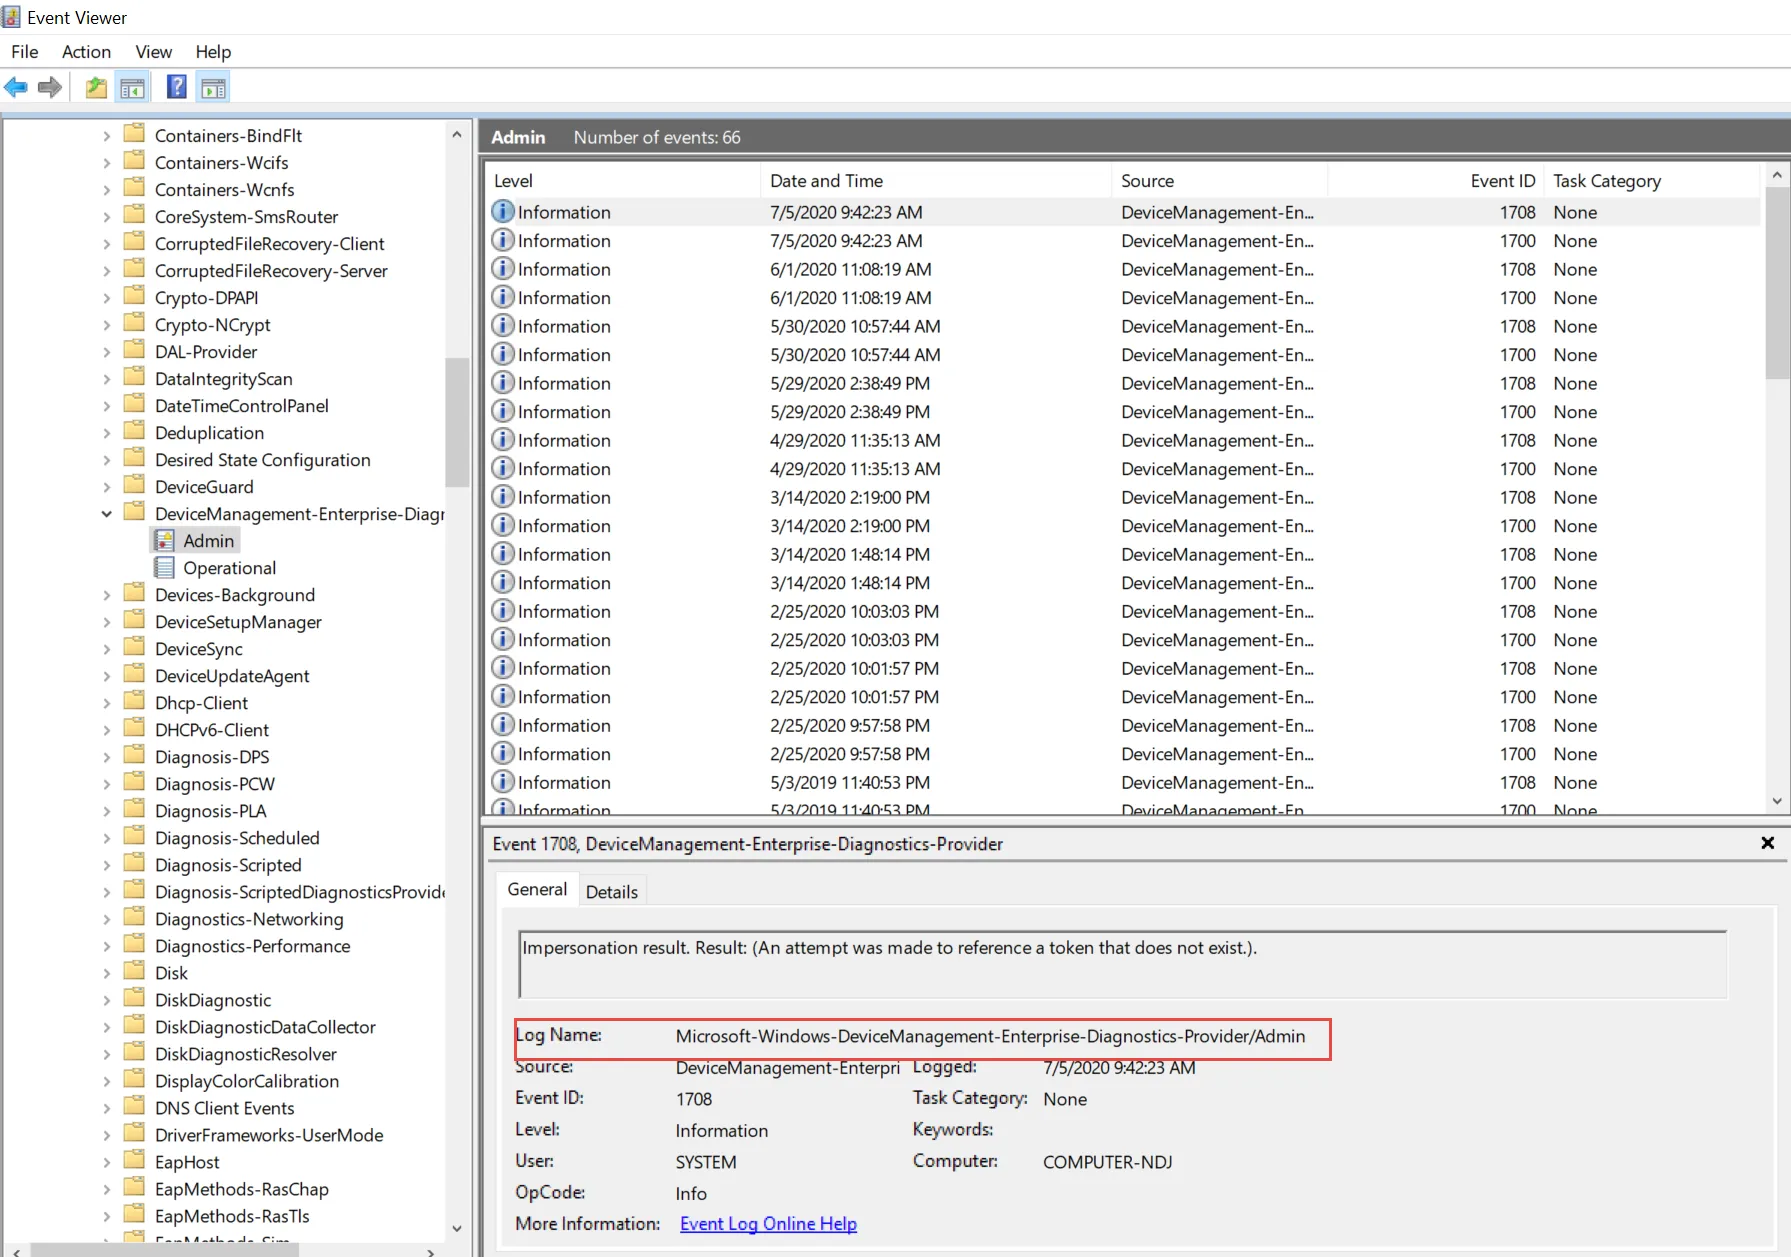 Event Viewer
File Action View Help
Containers-BindFlt
Containers-Wcifs
Containers-Wcnfs
CoreSystem-SmsRouter
CorruptedFileRecovery-Client
CorruptedFileRecovery-Server
Crypto-DPAPI
Crypto-NCrypt
DAL-Provider
DataIntegrityScan
DateTimeControlPanel
Deduplication
Desired State Configuration
DeviceGuard
DeviceManagement-Enterprise-Diagr
Admin
Operational
Devices-Background
DeviceSetupManager
DeviceSync
DeviceUpdateAgent
Dhcp-Client
DHCPv6-Client
Diagnosis-DPS
Diagnosis-PCW
Diagnosis-PLA
Diagnosis-Scheduled
Diagnosis-Scripted
Diagnosis-ScriptedDiagnosticsProvide
Diagnostics-Networking
Diagnostics-Performance
Disk
DiskDiagnostic
DiskDiagnosticDataCollector
DiskDiagnosticResolver
DisplayColorCalibration
DNS Client Events
DriverFrameworks-UserMode
EapHost
EapMethods-RasChap
EapMethods-RasTls
EapMethods-Sim
Admin Number of events: 66
Level Date and Time Source Event ID Task Category
Information 7/5/2020 9:42:23 AM DeviceManagement-En... 1708 None
Information 7/5/2020 9:42:23 AM DeviceManagement-En... 1700 None
Information 6/1/2020 11:08:19 AM DeviceManagement-En... 1708 None
Information 6/1/2020 11:08:19 AM DeviceManagement-En... 1700 None
Information 5/30/2020 10:57:44 AM DeviceManagement-En... 1708 None
Information 5/30/2020 10:57:44 AM DeviceManagement-En... 1700 None
Information 5/29/2020 2:38:49 PM DeviceManagement-En... 1708 None
Information 5/29/2020 2:38:49 PM DeviceManagement-En... 1700 None
Information 4/29/2020 11:35:13 AM DeviceManagement-En... 1708 None
Information 4/29/2020 11:35:13 AM DeviceManagement-En... 1700 None
Information 3/14/2020 2:19:00 PM DeviceManagement-En... 1708 None
Information 3/14/2020 2:19:00 PM DeviceManagement-En... 1700 None
Information 3/14/2020 1:48:14 PM DeviceManagement-En... 1708 None
Information 3/14/2020 1:48:14 PM DeviceManagement-En... 1700 None
Information 2/25/2020 10:03:03 PM DeviceManagement-En... 1708 None
Information 2/25/2020 10:03:03 PM DeviceManagement-En... 1700 None
Information 2/25/2020 10:01:57 PM DeviceManagement-En... 1708 None
Information 2/25/2020 10:01:57 PM DeviceManagement-En... 1700 None
Information 2/25/2020 9:57:58 PM DeviceManagement-En... 1708 None
Information 2/25/2020 9:57:58 PM DeviceManagement-En... 1700 None
Information 5/3/2019 11:40:53 PM DeviceManagement-En... 1708 None
Information 5/3/2019 11:40:53 PM DeviceManagement-En... 1700 None
Event 1708, DeviceManagement-Enterprise-Diagnostics-Provider
General Details
Impersonation result. Result: (An attempt was made to reference a token that does not exist.).
Log Name: Microsoft-Windows-DeviceManagement-Enterprise-Diagnostics-Provider/Admin
Source: DeviceManagement-Enterpri Logged: 7/5/2020 9:42:23 AM
Event ID: 1708 Task Category: None
Level: Information Keywords:
User: SYSTEM Computer: COMPUTER-NDJ
OpCode: Info
More Information: Event Log Online Help